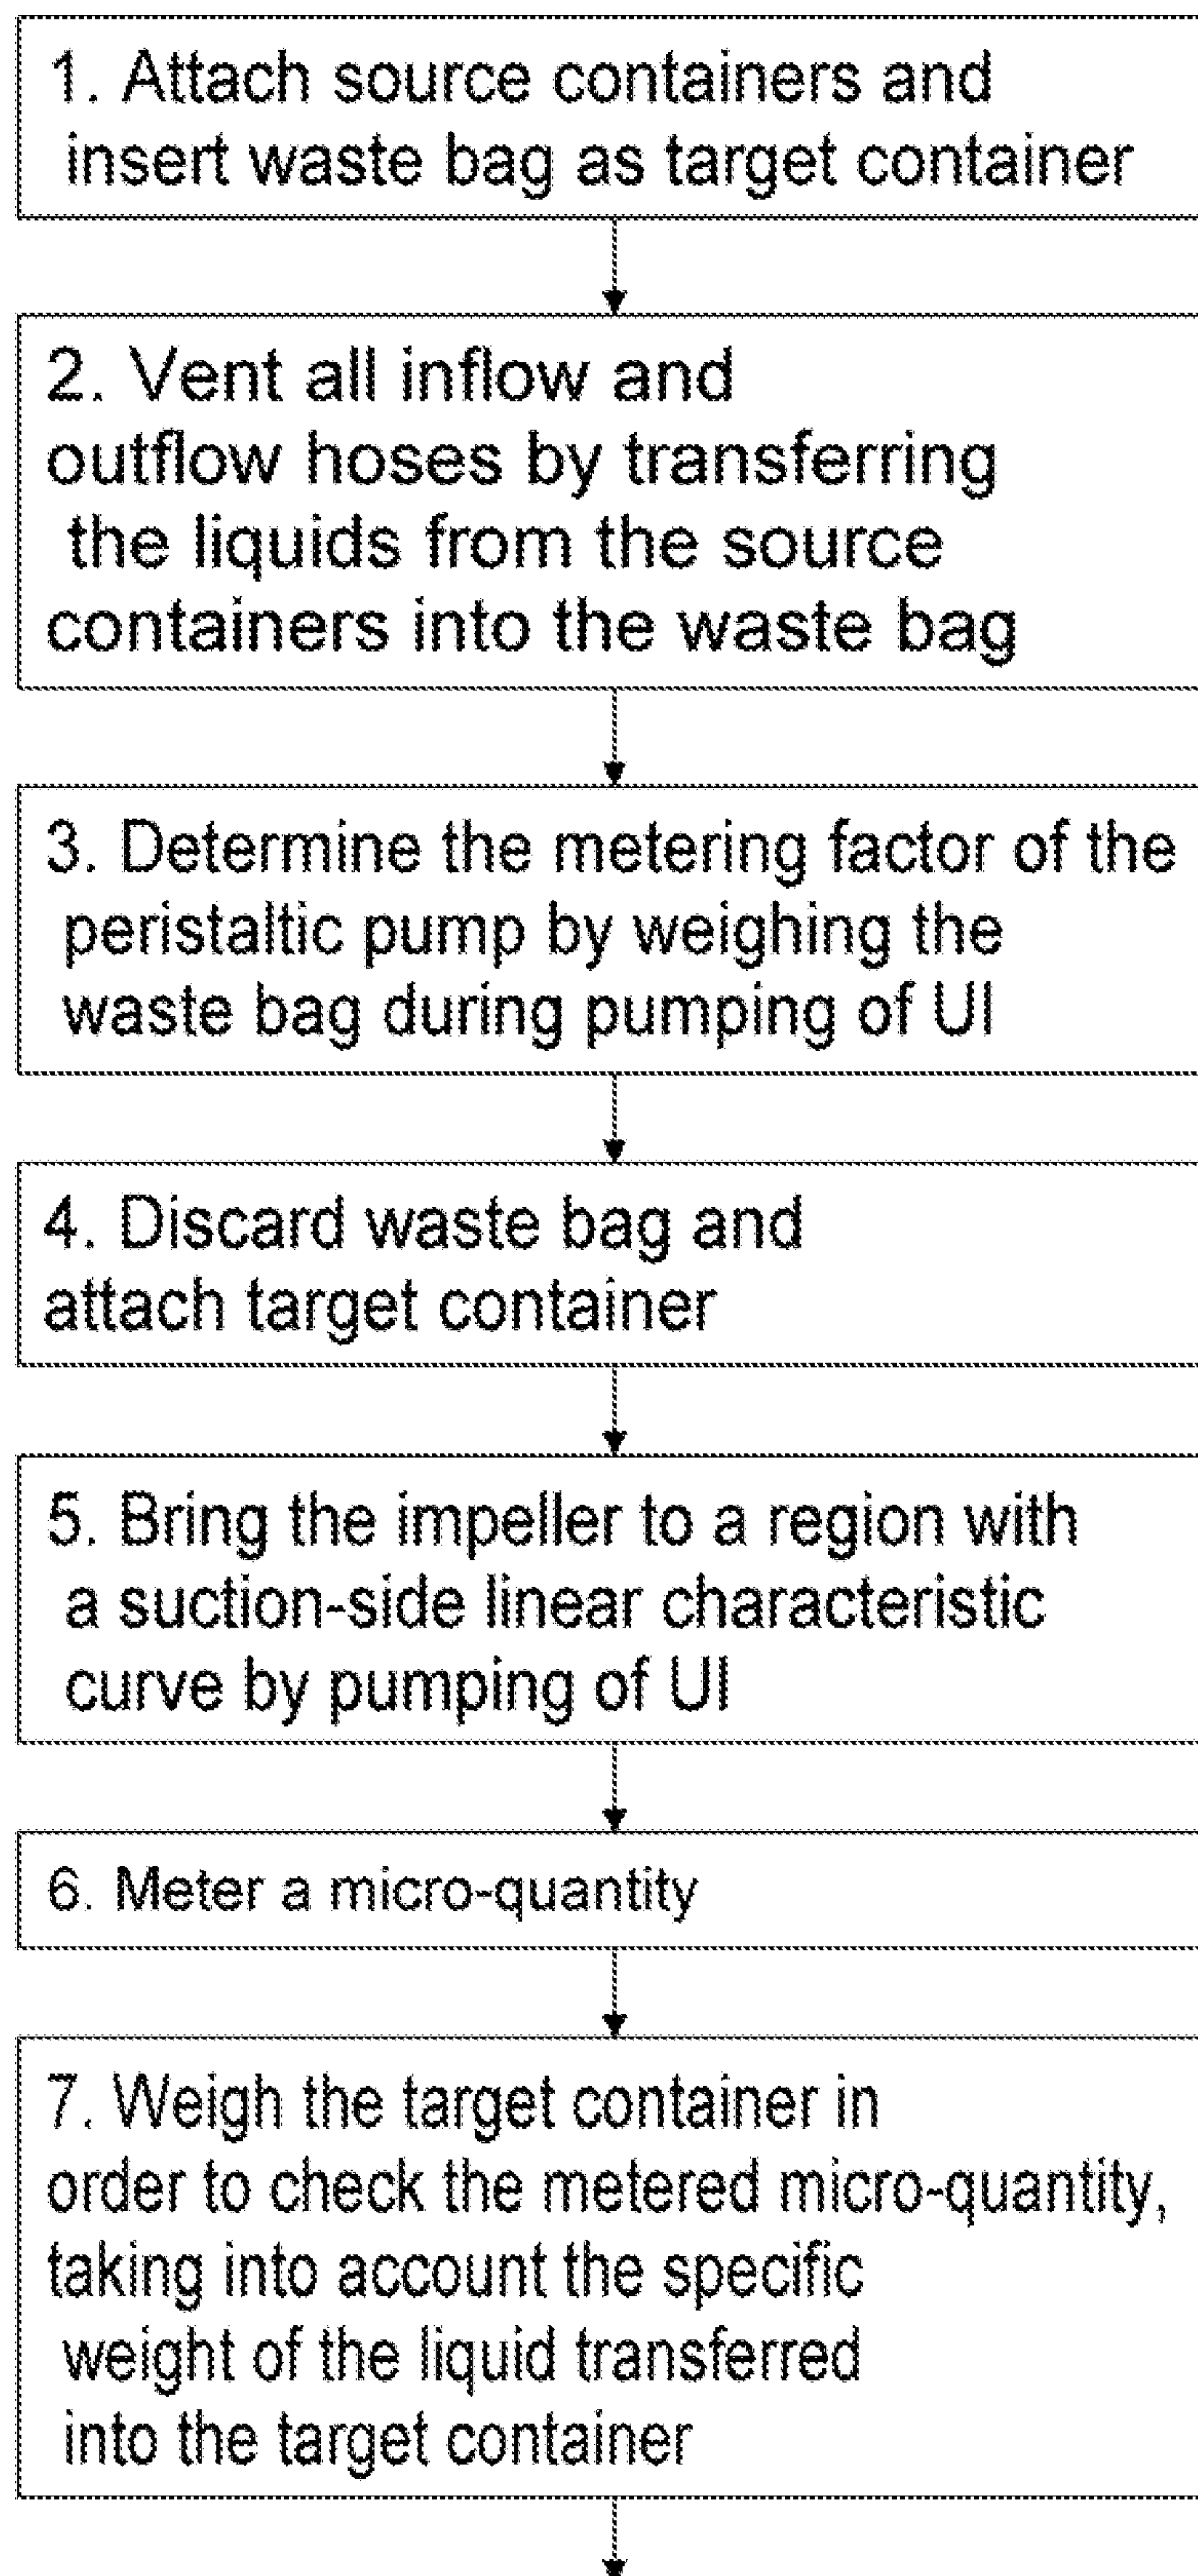 1. Attach source containers and
insert waste bag as target container
2. Vent all inflow and
outflow hoses by transferring
the liquids from the source
containers into the waste bag
3. Determine the metering factor of the
peristaltic pump by weighing the
waste bag during pumping of UI
4. Discard waste bag and
attach target container
5. Bring the impeller to a region with
a suction-side linear characteristic
curve by pumping of UI
6. Meter a micro-quantity
7. Weigh the target container in
order to check the metered micro-quantity,
taking into account the specific
weight of the liquid transferred
into the target container